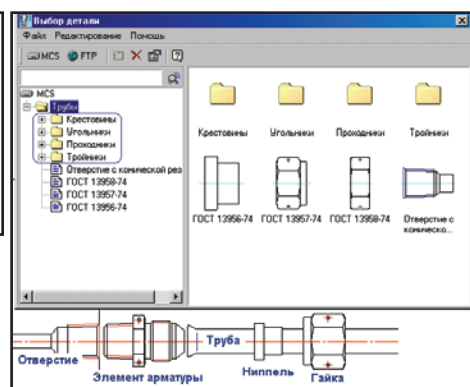 Выбор детали
Файл Редактирование Помощь
MCS FTP
MCS
Трубы
Крестовины
Угольники
Проходники
Тройники
Отверстие с конической рез
ГОСТ 13958-74
ГОСТ 13957-74
ГОСТ 13956-74
Крестовины Угольники Проходники Тройники
ГОСТ 13956-74 ГОСТ 13957-74 ГОСТ 13958-74 Отверстие с
коническо...
Отверстие
Элемент арматуры
Труба
Ниппель
Гайка